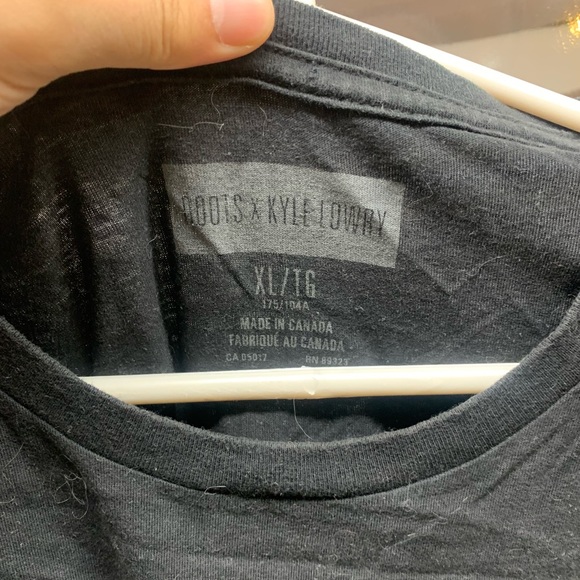 ROOTS X KYLE LOWRY
XL/TG
175/104A
MADE IN CANADA
FABRIQUÉ AU CANADA
CA 05017